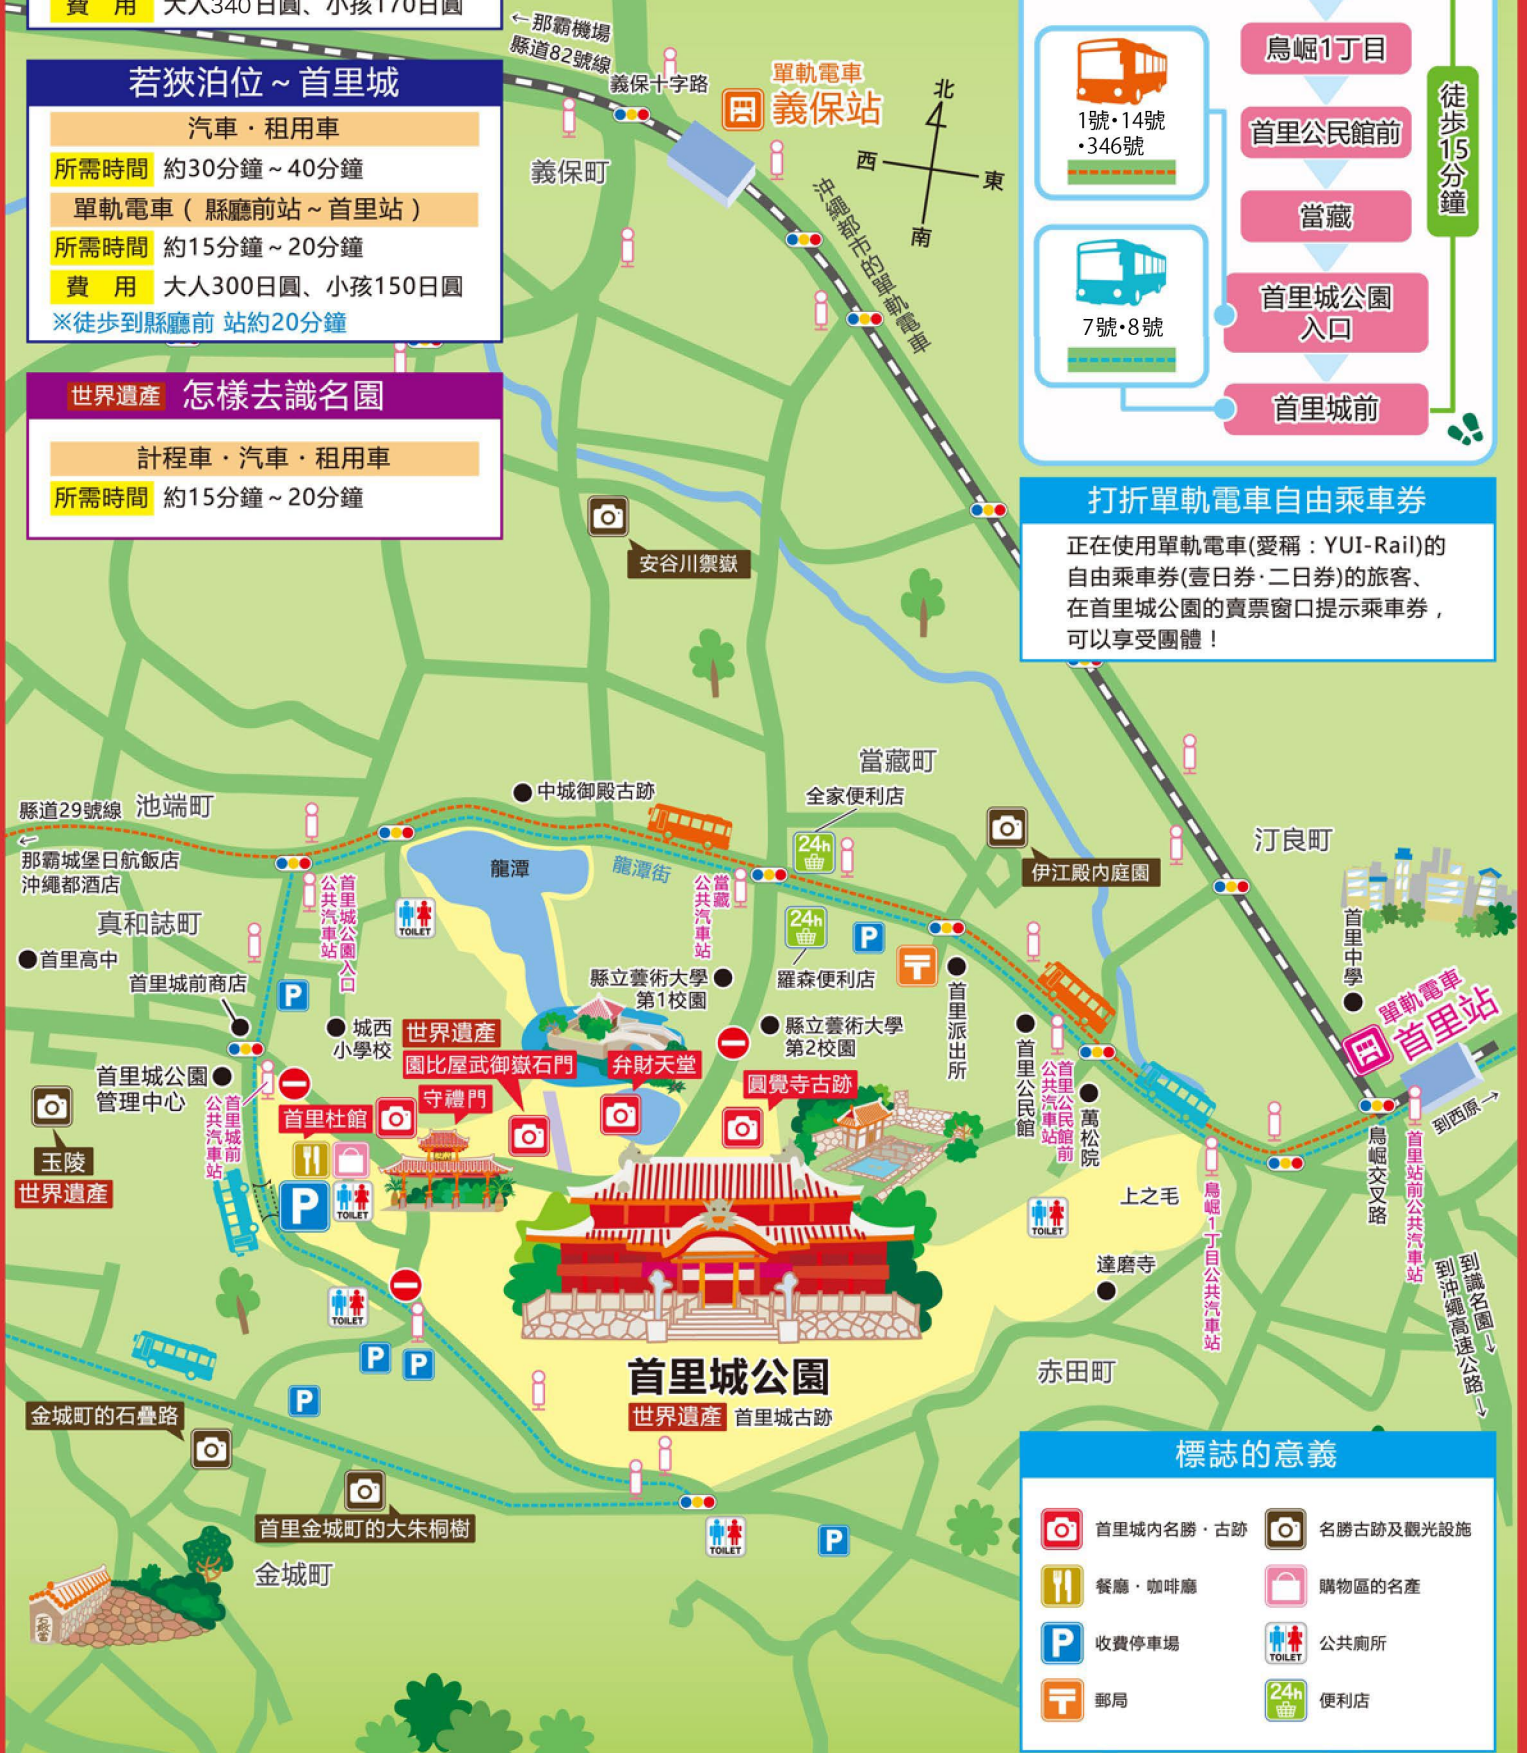 費 用 大人340日圓、小孩170日圓
若狹泊位～首里城
汽車・租用車
所需時間 約30分鐘～40分鐘
單軌電車（縣廳前站～首里站）
所需時間 約15分鐘～20分鐘
費 用 大人300日圓、小孩150日圓
※徒步到縣廳前 站約20分鐘
世界遺產 怎樣去識名園
計程車・汽車・租用車
所需時間 約15分鐘～20分鐘
←那霸機場
縣道82號線
義保十字路
單軌電車
義保站
義保町
北
西
東
南
沖繩都市的單軌電車
1號・14號
・346號
7號・8號
鳥崛1丁目
首里公民館前
當藏
首里城公園
入口
首里城前
徒步15分鐘
打折單軌電車自由乘車券
正在使用單軌電車(愛稱：YUI-Rail)的
自由乘車券(壹日券·二日券)的旅客、
在首里城公園的賣票窗口提示乘車券，
可以享受團體！
安谷川禦嶽
當藏町
中城御殿古跡
全家便利店
24h
縣道29號線
池端町
←
那霸城堡日航飯店
沖繩都酒店
龍潭
龍潭街
伊江殿內庭園
汀良町
真和誌町
首里城公園入口
公共汽車站
TOILET
當藏
公共汽車站
24h
P
羅森便利店
首里高中
首里城前商店
P
縣立藝術大學
第1校園
首里派出所
首里中學
單軌電車
首里站
城西
小學校
世界遺產
園比屋武御嶽石門
弁財天堂
縣立藝術大學
第2校園
首里公民館
首里公民館前
公共汽車站
萬松院
首里城公園
管理中心
首里城前
公共汽車站
首里杜館
守禮門
圓覺寺古跡
到西原→
鳥崛交叉路
首里站前公共汽車站
玉陵
世界遺產
P
TOILET
TOILET
上之毛
鳥崛1丁目公共汽車站
達磨寺
到識名園→
到沖繩高速公路→
TOILET
P
P
P
首里城公園
世界遺產 首里城古跡
赤田町
金城町的石疊路
首里金城町的大朱桐樹
TOILET
P
金城町
標誌的意義
首里城內名勝・古跡
名勝古跡及觀光設施
餐廳・咖啡廳
購物區的名產
P 收費停車場
TOILET 公共廁所
郵局
24h 便利店